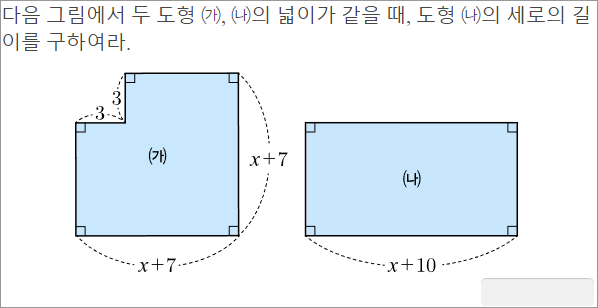 다음 그림에서 두 도형 ㈎, ㈏의 넓이가 같을 때, 도형 ㈏의 세로의 길
이를 구하여라.
3
3
㈎
x+7
㈏
x+7
x+10